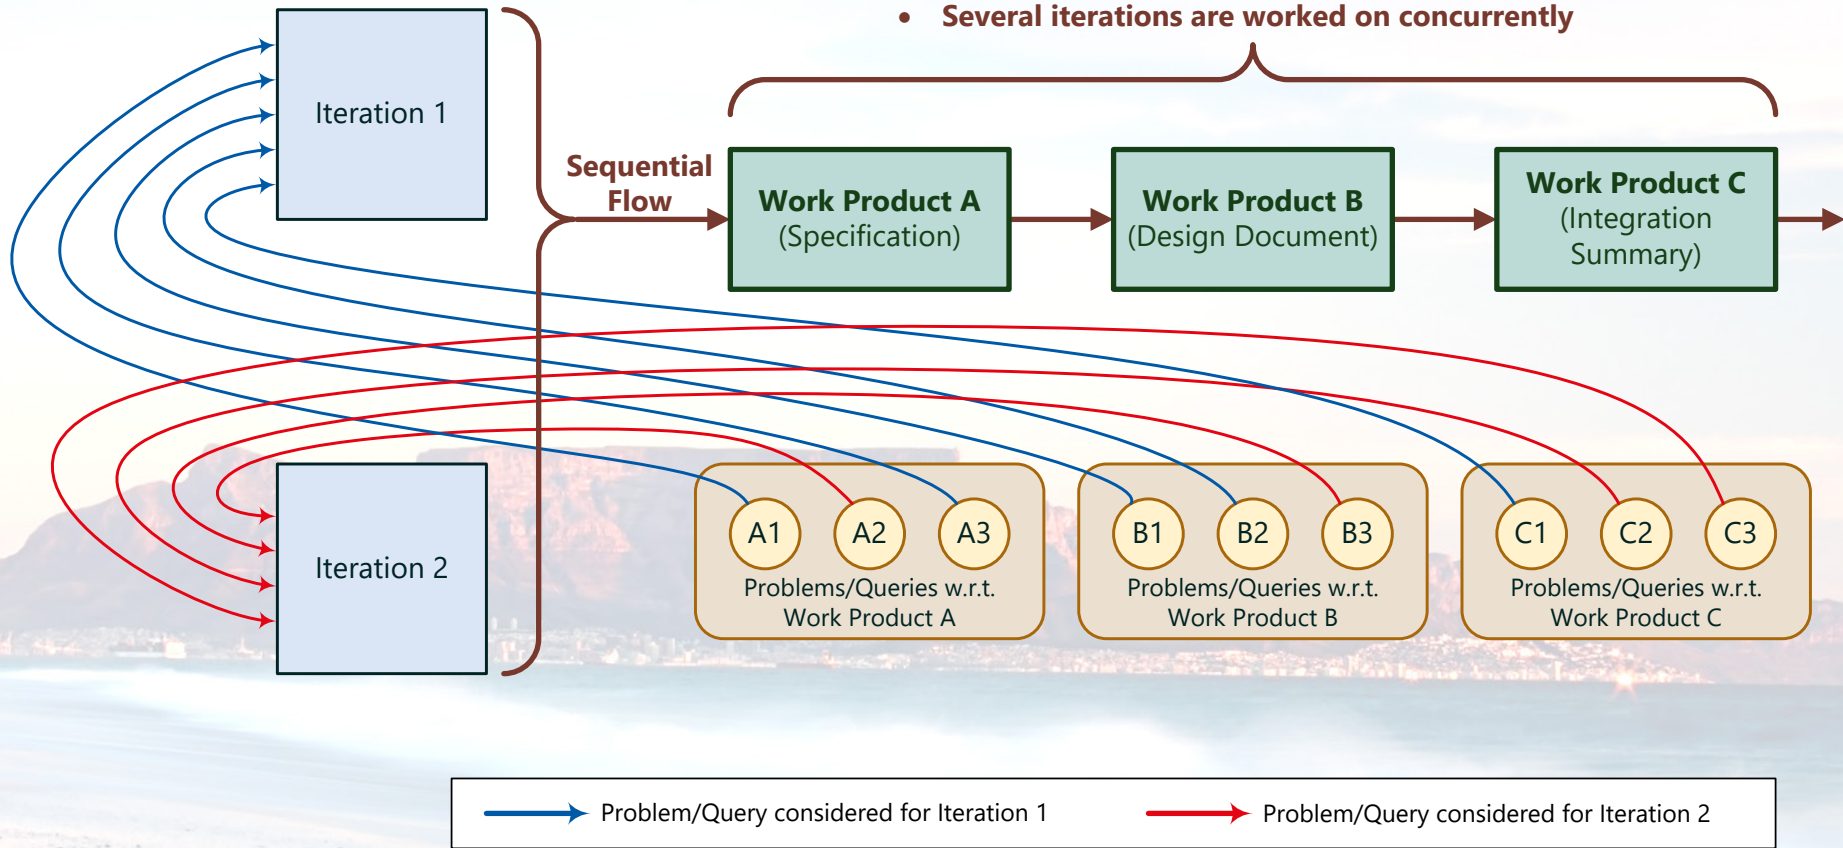 • Several iterations are worked on concurrently
Iteration 1
Sequential
Flow
Work Product A
(Specification)
Work Product B
(Design Document)
Work Product C
(Integration
Summary)
Iteration 2
A1 A2 A3
Problems/Queries w.r.t.
Work Product A
B1 B2 B3
Problems/Queries w.r.t.
Work Product B
C1 C2 C3
Problems/Queries w.r.t.
Work Product C
Problem/Query considered for Iteration 1
Problem/Query considered for Iteration 2